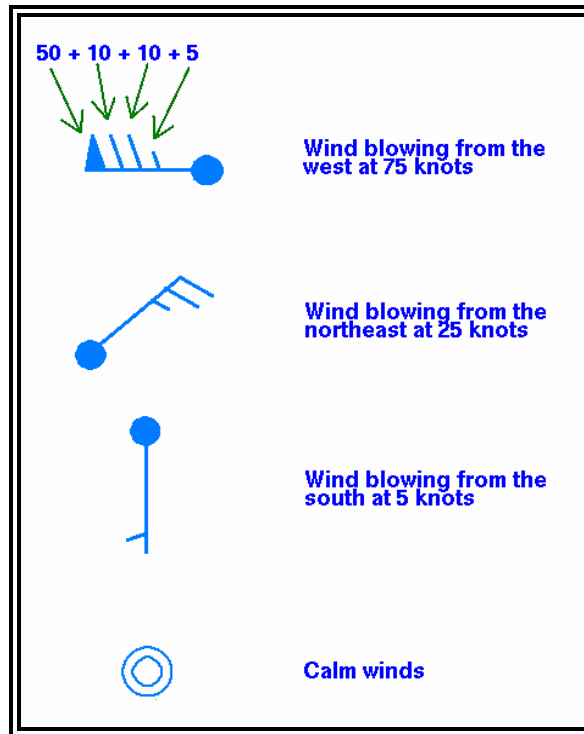 50 + 10 + 10 + 5
Wind blowing from the
west at 75 knots
Wind blowing from the
northeast at 25 knots
Wind blowing from the
south at 5 knots
Calm winds